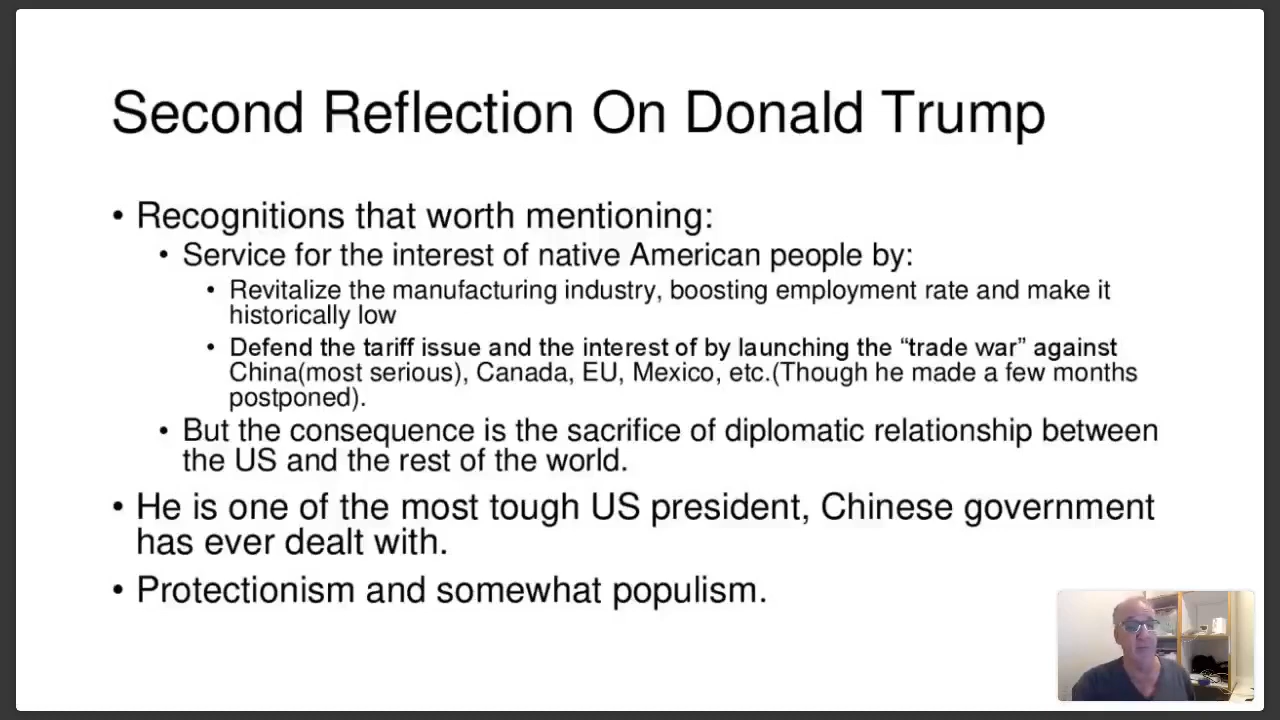 Second Reflection On Donald Trump
• Recognitions that worth mentioning:
• Service for the interest of native American people by:
• Revitalize the manufacturing industry, boosting employment rate and make it
historically low
• Defend the tariff issue and the interest of by launching the “trade war” against
China(most serious), Canada, EU, Mexico, etc.(Though he made a few months
postponed).
• But the consequence is the sacrifice of diplomatic relationship between
the US and the rest of the world.
• He is one of the most tough US president, Chinese government
has ever dealt with.
• Protectionism and somewhat populism.